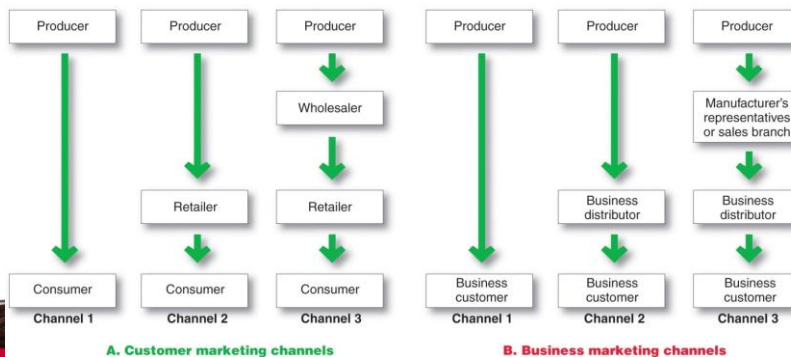 Producer
Producer
Producer
Producer
Producer
Producer
Wholesaler
Manufacturer's
representatives
or sales branch
Retailer
Retailer
Business
distributor
Business
distributor
Consumer
Consumer
Consumer
Business
customer
Business
customer
Business
customer
Channel 1
Channel 2
Channel 3
Channel 1
Channel 2
Channel 3
A. Customer marketing channels
B. Business marketing channels